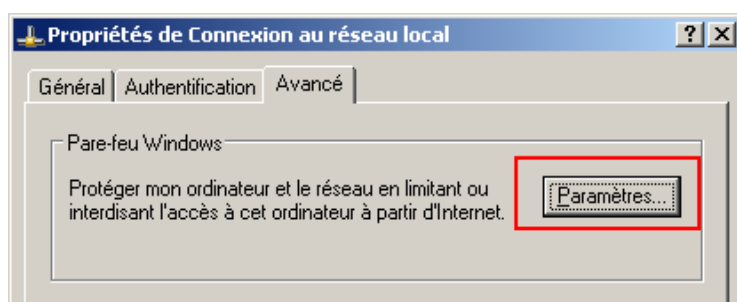 Propriétés de Connexion au réseau local
Général Authentification Avancé
Pare-feu Windows
Protéger mon ordinateur et le réseau en limitant ou
interdisant l'accès à cet ordinateur à partir d'Internet.
Paramètres...